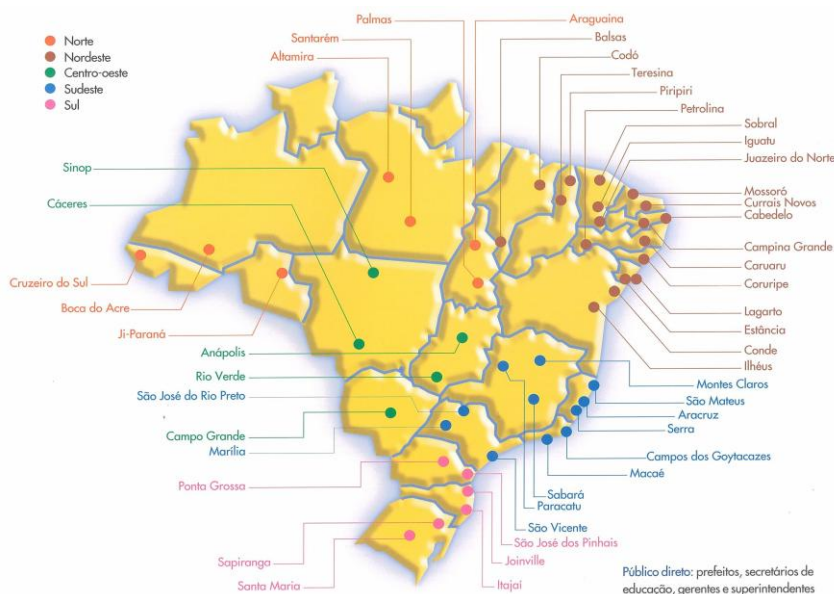 Norte
Nordeste
Centro-oeste
Sudeste
Sul
Palmas
Santarém
Altamira
Araguaina
Balsas
Codó
Teresina
Piripiri
Petrolina
Sobral
Iguatu
Juazeiro do Norte
Mossoró
Currais Novos
Cabedelo
Campina Grande
Caruaru
Coruripe
Lagarto
Estância
Conde
Ilhéus
Sinop
Cáceres
Cruzeiro do Sul
Boca do Acre
Ji-Paraná
Anápolis
Rio Verde
São José do Rio Preto
Campo Grande
Marília
Ponta Grossa
Sapiranga
Santa Maria
Montes Claros
São Mateus
Aracruz
Serra
Campos dos Goytacazes
Macaé
Sabará
Paracatu
São Vicente
São José dos Pinhais
Joinville
Itajaí
Público direto: prefeitos, secretários de
educação, gerentes e superintendentes